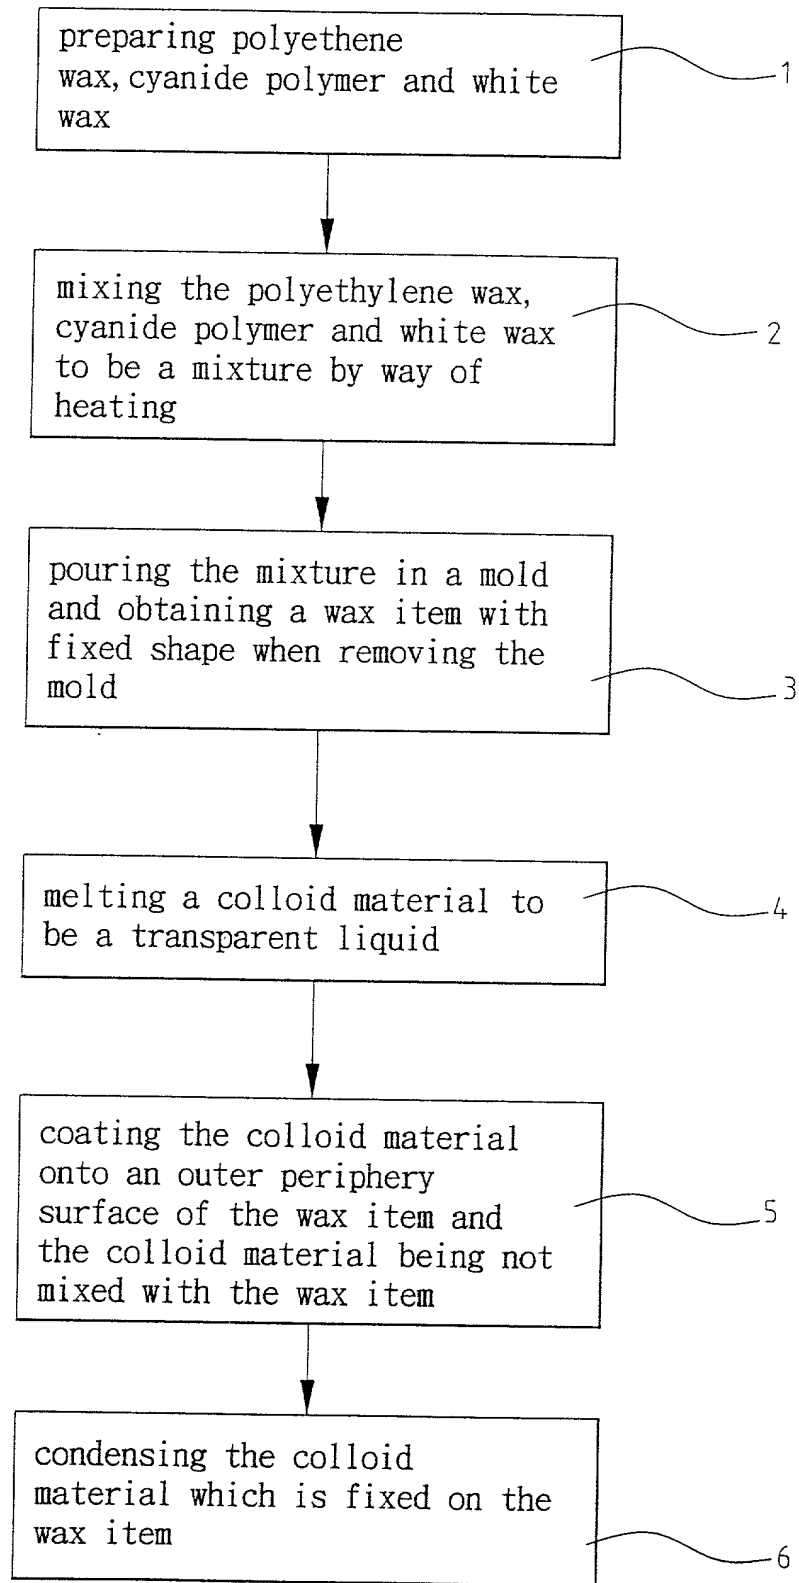 preparing polyethene
wax, cyanide polymer and white
wax
1
mixing the polyethylene wax,
cyanide polymer and white wax
to be a mixture by way of
heating
2
pouring the mixture in a mold
and obtaining a wax item with
fixed shape when removing the
mold
3
melting a colloid material to
be a transparent liquid
4
coating the colloid material
onto an outer periphery
surface of the wax item and
the colloid material being not
mixed with the wax item
5
condensing the colloid
material which is fixed on the
wax item
6